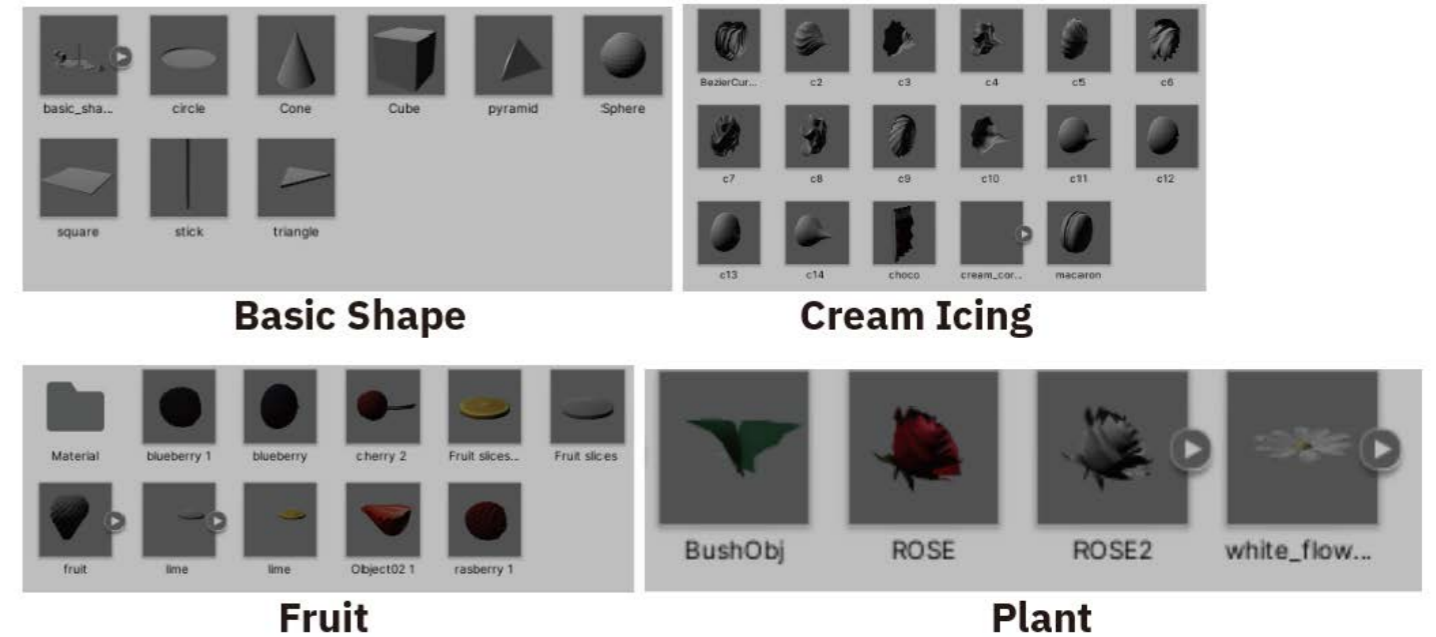 basic_sha... circle Cone Cube pyramid Sphere
square stick triangle
Basic Shape
BezierCur... c2 c3 c4 c5 c6
c7 c8 c9 c10 c11 c12
c13 c14 choco cream_cor... macaron
Cream Icing
Material blueberry 1 blueberry cherry 2 Fruit slices... Fruit slices
fruit lime lime Object02 1 rasberry 1
Fruit
BushObj ROSE ROSE2 white_flow...
Plant